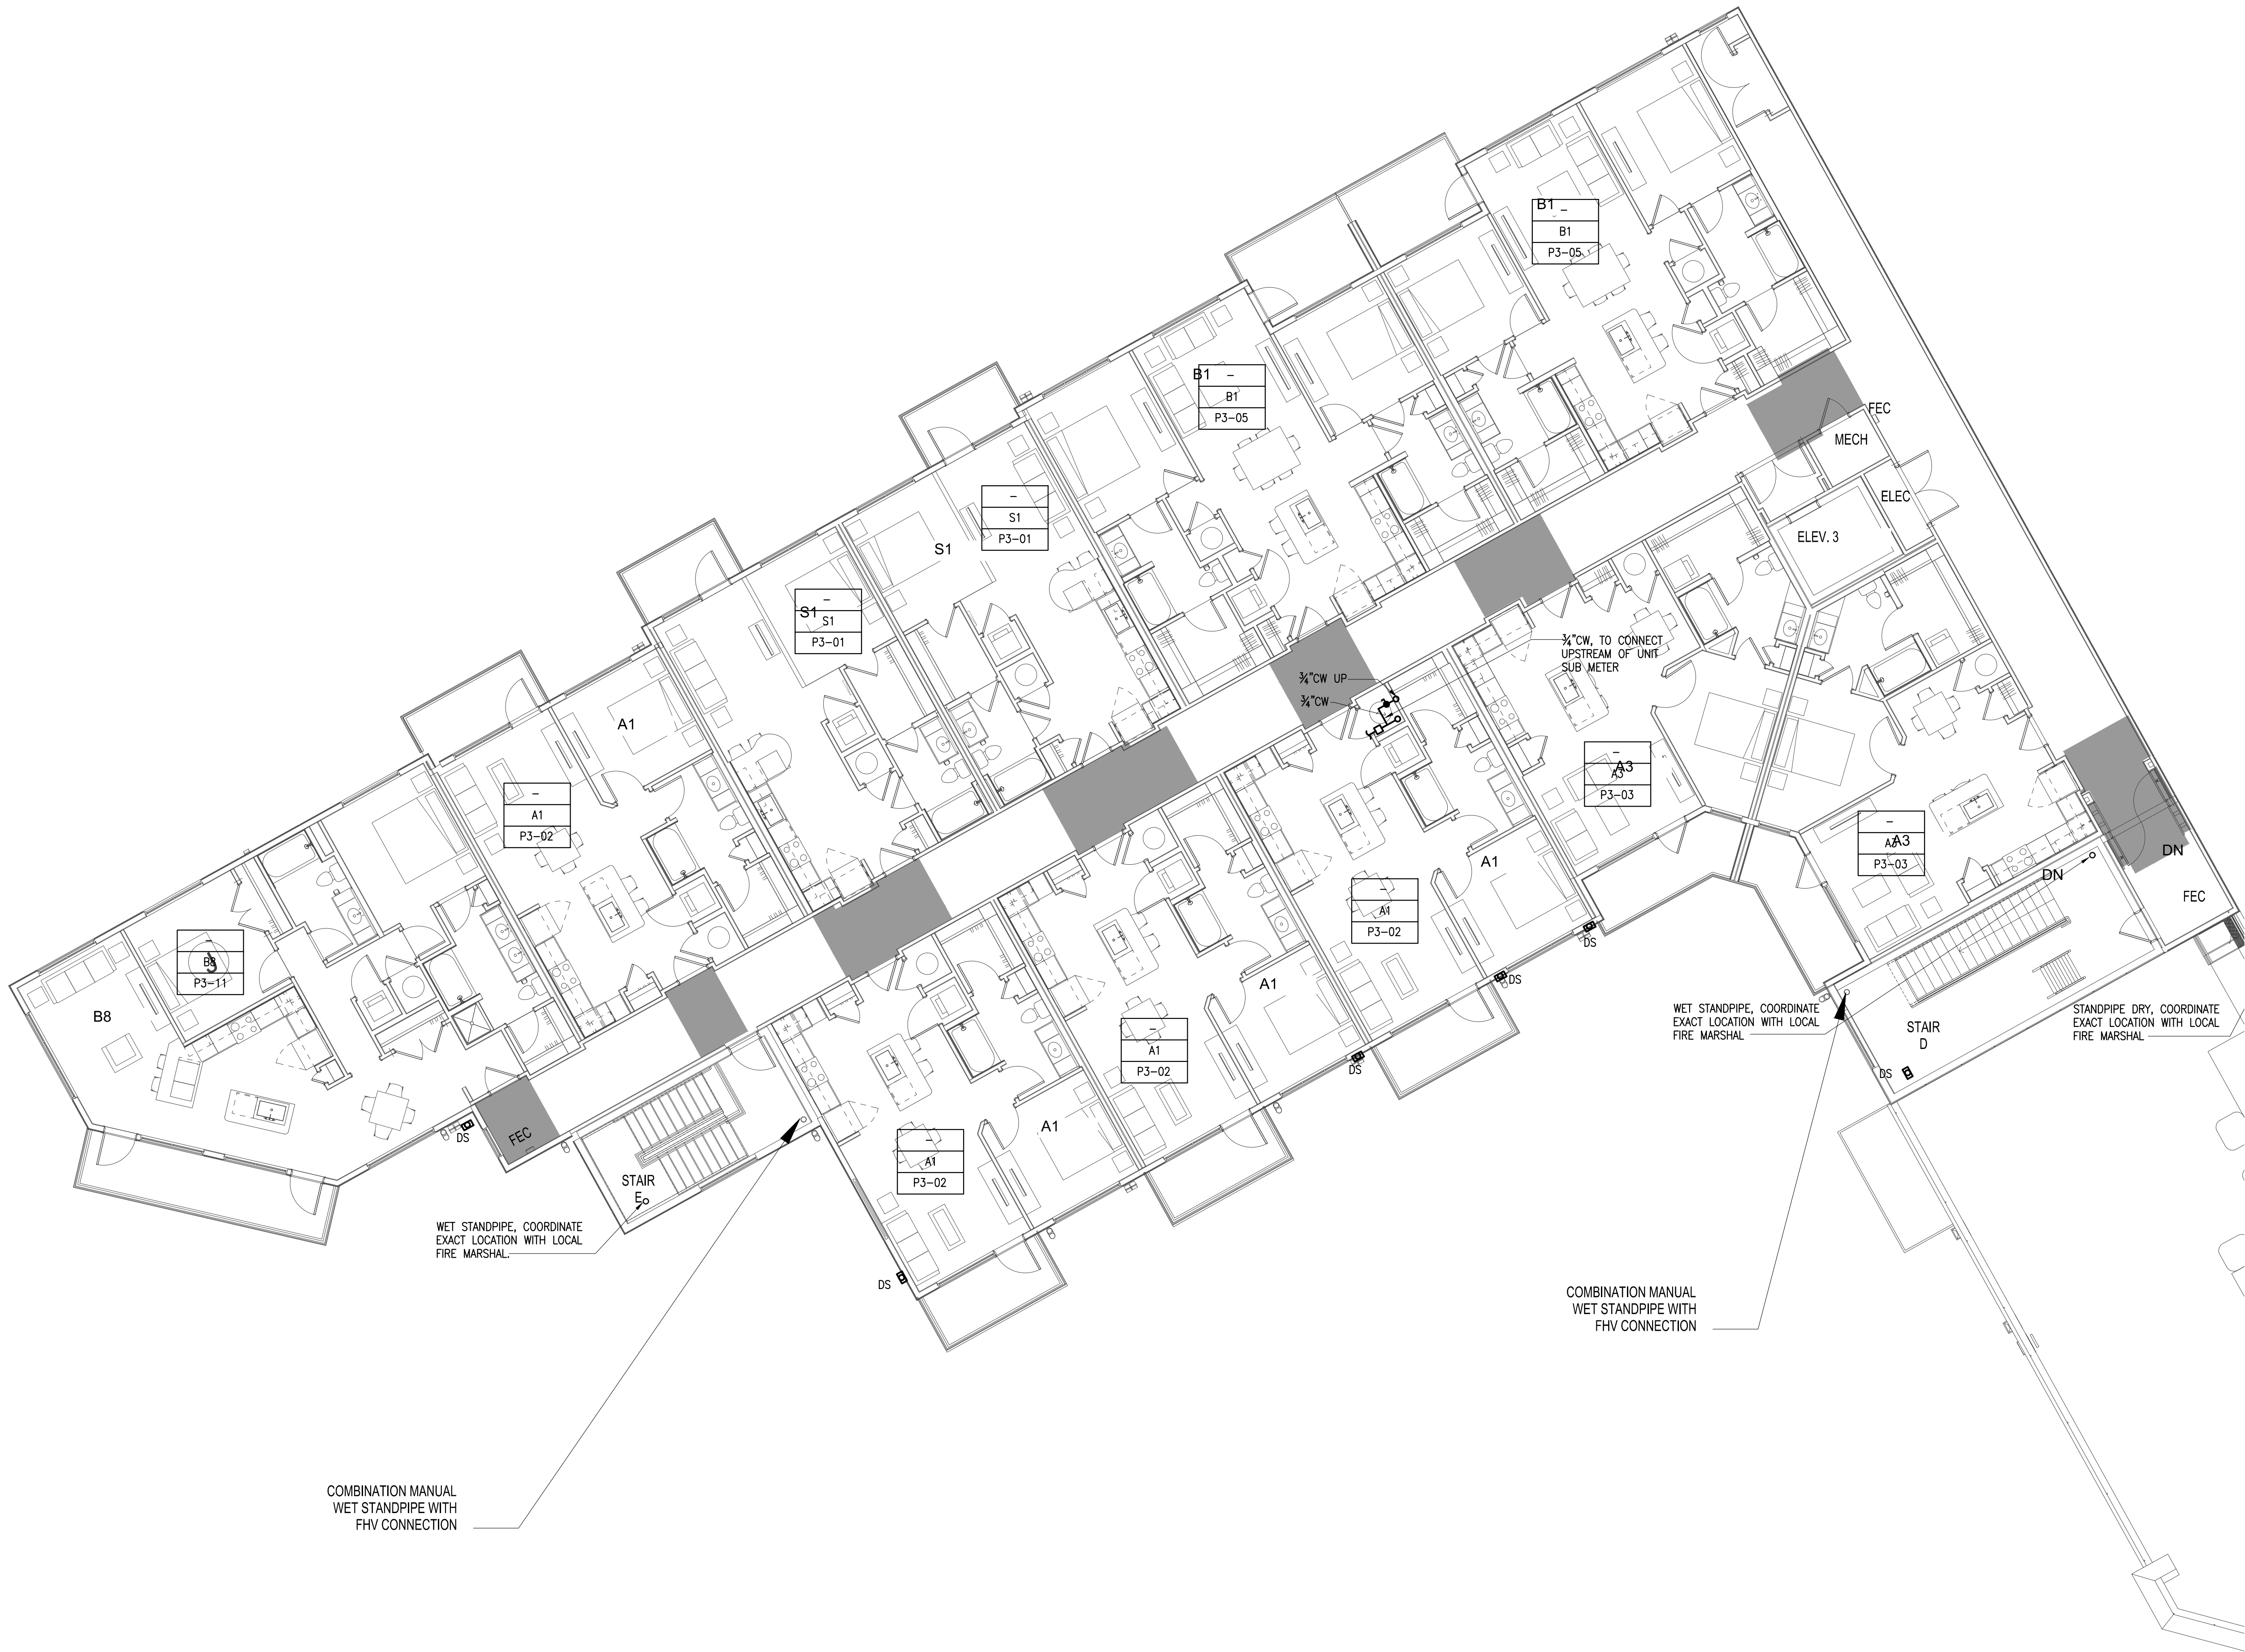 B1
–
B1
P3-05
B1
–
B1
P3-05
FEC
MECH
ELEC
ELEV. 3
S1
–
S1
P3-01
S1
–
S1
P3-01
¾"CW, TO CONNECT
UPSTREAM OF UNIT
SUB METER
¾"CW UP
¾"CW
A1
–
A1
P3-02
–
A3
A3
P3-03
–
A3
A3
P3-03
DN
DN
FEC
A1
–
A1
P3-02
DS
DS
–
B8
3
P3-11
B8
A1
–
A1
P3-02
DS
A1
–
A1
P3-02
DS
FEC
STAIR
E
WET STANDPIPE, COORDINATE
EXACT LOCATION WITH LOCAL
FIRE MARSHAL.
DS
WET STANDPIPE, COORDINATE
EXACT LOCATION WITH LOCAL
FIRE MARSHAL
STAIR
D
DS
STANDPIPE DRY, COORDINATE
EXACT LOCATION WITH LOCAL
FIRE MARSHAL
COMBINATION MANUAL
WET STANDPIPE WITH
FHV CONNECTION
COMBINATION MANUAL
WET STANDPIPE WITH
FHV CONNECTION